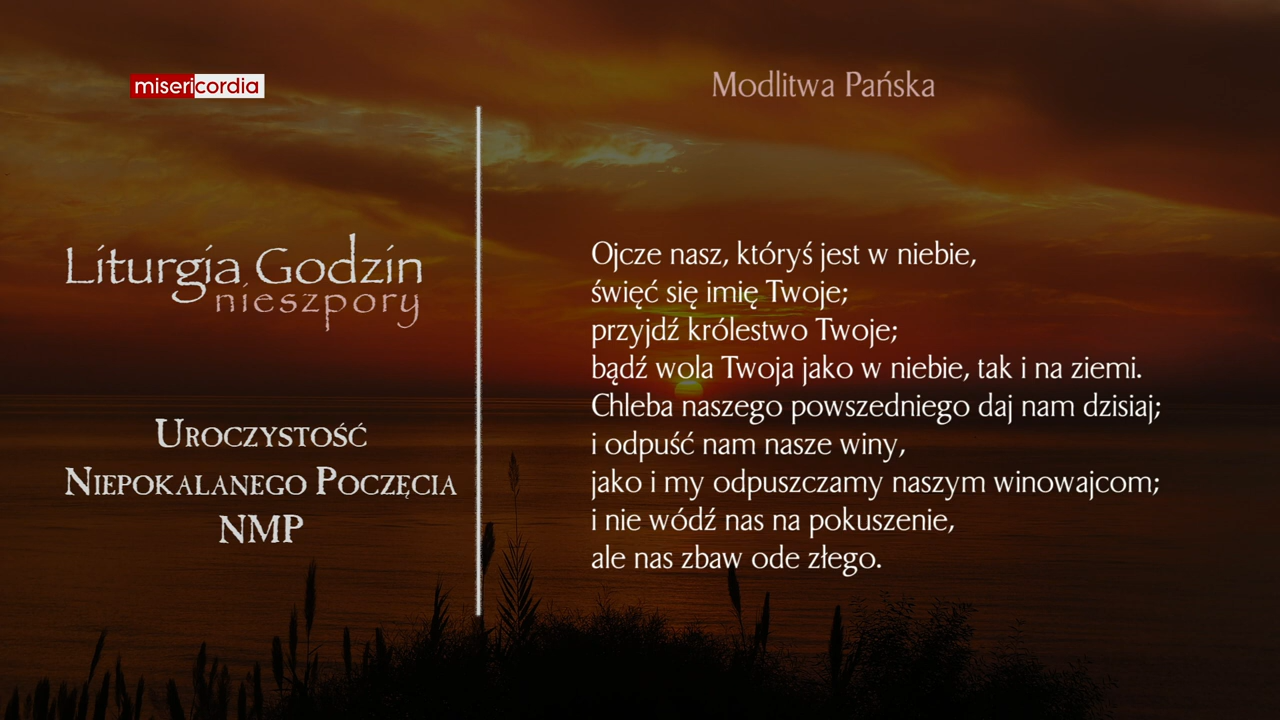 misericordia
Liturgia Godzin
nieszpory
Uroczystość
Niepokalanego Poczęcia
NMP
Modlitwa Pańska
Ojcze nasz, któryś jest w niebie,
święć się imię Twoje;
przyjdź królestwo Twoje;
bądź wola Twoja jako w niebie, tak i na ziemi.
Chleba naszego powszedniego daj nam dzisiaj;
i odpuść nam nasze winy,
jako i my odpuszczamy naszym winowajcom;
i nie wódź nas na pokuszenie,
ale nas zbaw ode złego.